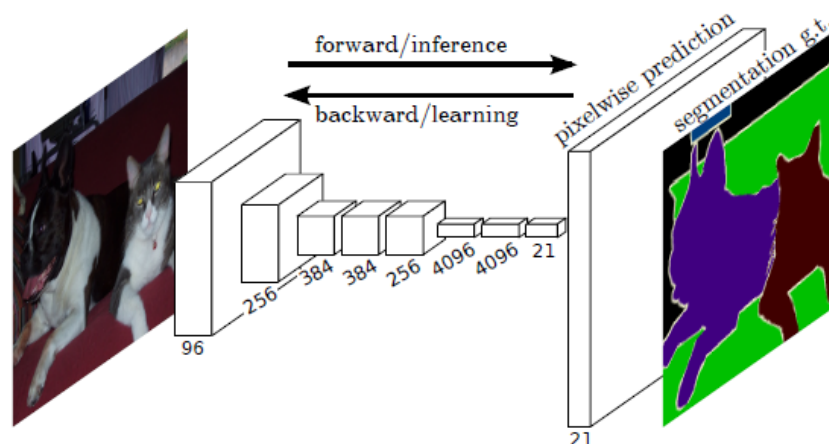 forward/inference
backward/learning
pixelwise prediction
segmentation g.t.
96
256
384
384
256
4096
4096
21
21